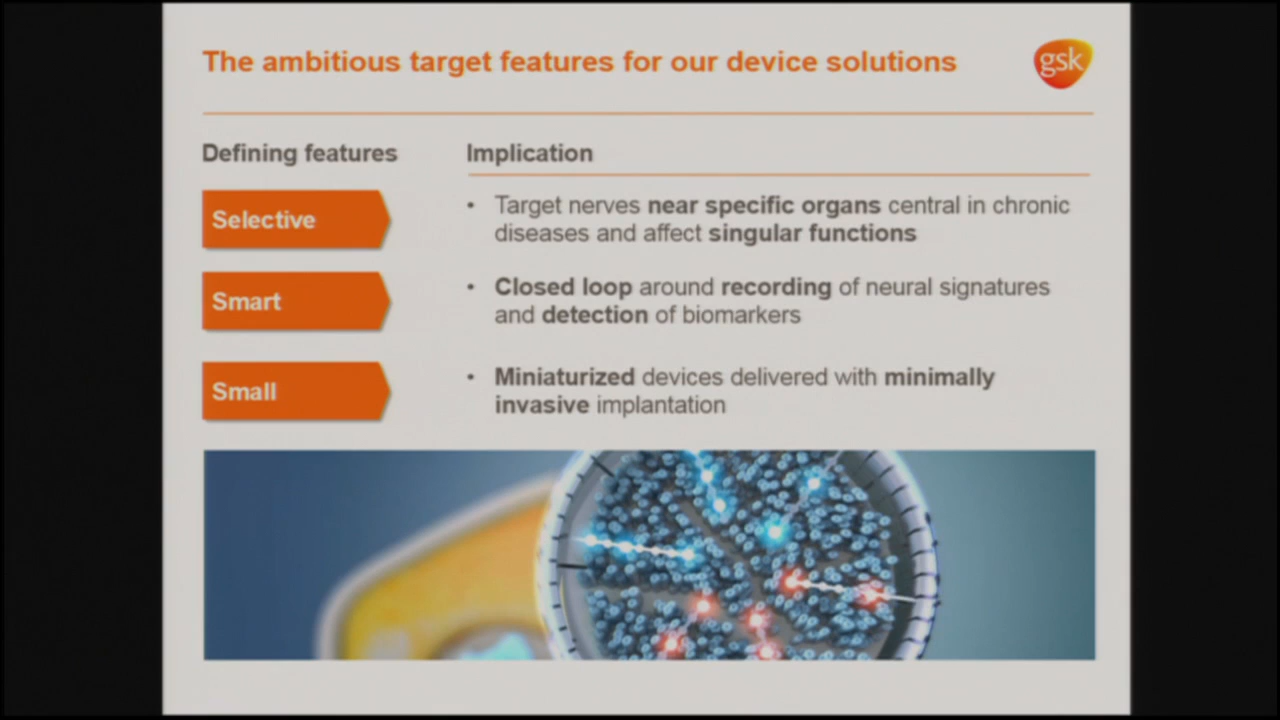 The ambitious target features for our device solutions
gsk
Defining features
Implication
Selective
• Target nerves near specific organs central in chronic
diseases and affect singular functions
Smart
• Closed loop around recording of neural signatures
and detection of biomarkers
Small
• Miniaturized devices delivered with minimally
invasive implantation